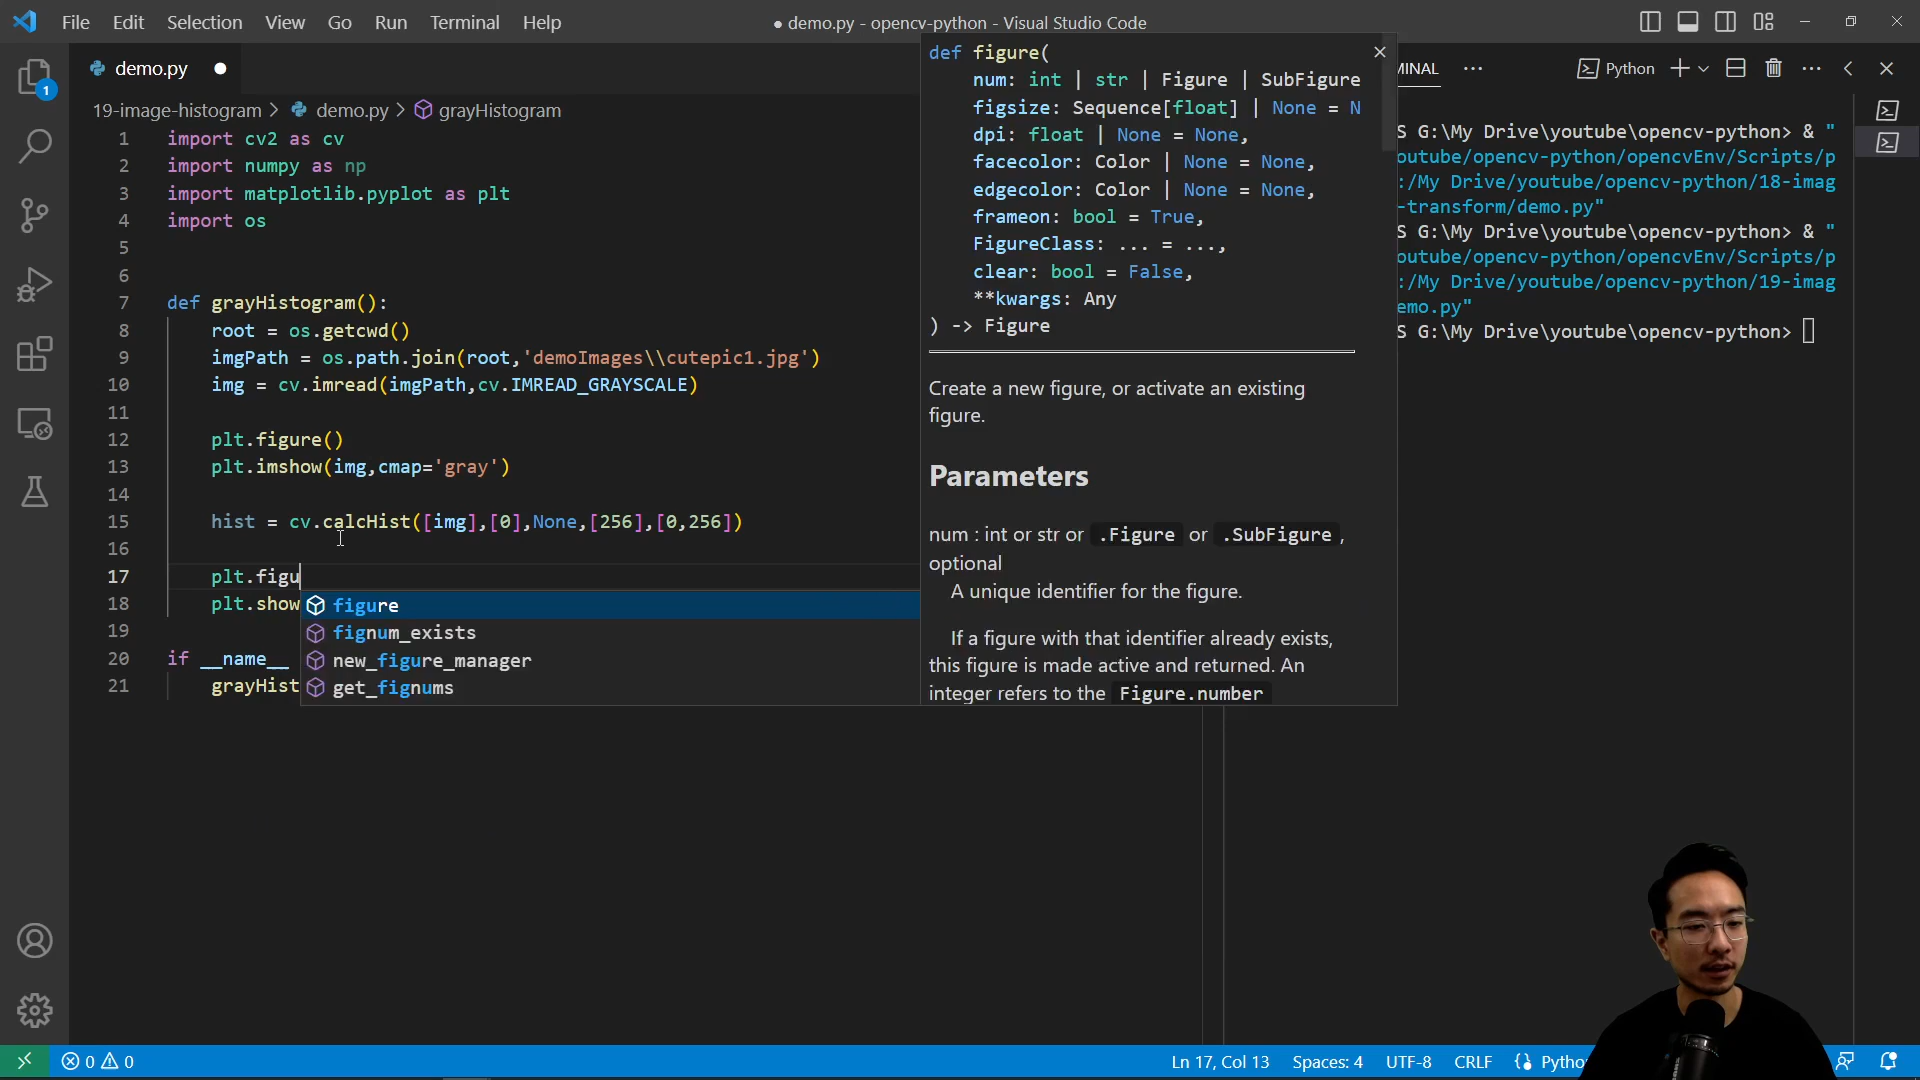 File Edit Selection View Go Run Terminal Help
● demo.py - opencv-python - Visual Studio Code
demo.py
19-image-histogram > demo.py > grayHistogram
1 import cv2 as cv
2 import numpy as np
3 import matplotlib.pyplot as plt
4 import os
5
6
7 def grayHistogram():
8 root = os.getcwd()
9 imgPath = os.path.join(root,'demoImages\\cutepic1.jpg')
10 img = cv.imread(imgPath,cv.IMREAD_GRAYSCALE)
11
12 plt.figure()
13 plt.imshow(img,cmap='gray')
14
15 hist = cv.calcHist([img],[0],None,[256],[0,256])
16
17 plt.figu
18 plt.show
19
20 if __name__
21 grayHist
figure
fignum_exists
new_figure_manager
get_fignums
def figure(
num: int | str | Figure | SubFigure
figsize: Sequence[float] | None = N
dpi: float | None = None,
facecolor: Color | None = None,
edgecolor: Color | None = None,
frameon: bool = True,
FigureClass: ... = ...,
clear: bool = False,
**kwargs: Any
) -> Figure
Create a new figure, or activate an existing
figure.
Parameters
num : int or str or .Figure or .SubFigure ,
optional
A unique identifier for the figure.
If a figure with that identifier already exists,
this figure is made active and returned. An
integer refers to the Figure.number
MINAL
Python
S G:\My Drive\youtube\opencv-python> & "
outube/opencv-python/opencvEnv/Scripts/p
:/My Drive/youtube/opencv-python/18-imag
-transform/demo.py"
S G:\My Drive\youtube\opencv-python> & "
outube/opencv-python/opencvEnv/Scripts/p
:/My Drive/youtube/opencv-python/19-imag
emo.py"
S G:\My Drive\youtube\opencv-python>
1
0 0
Ln 17, Col 13 Spaces: 4 UTF-8 CRLF Pytho